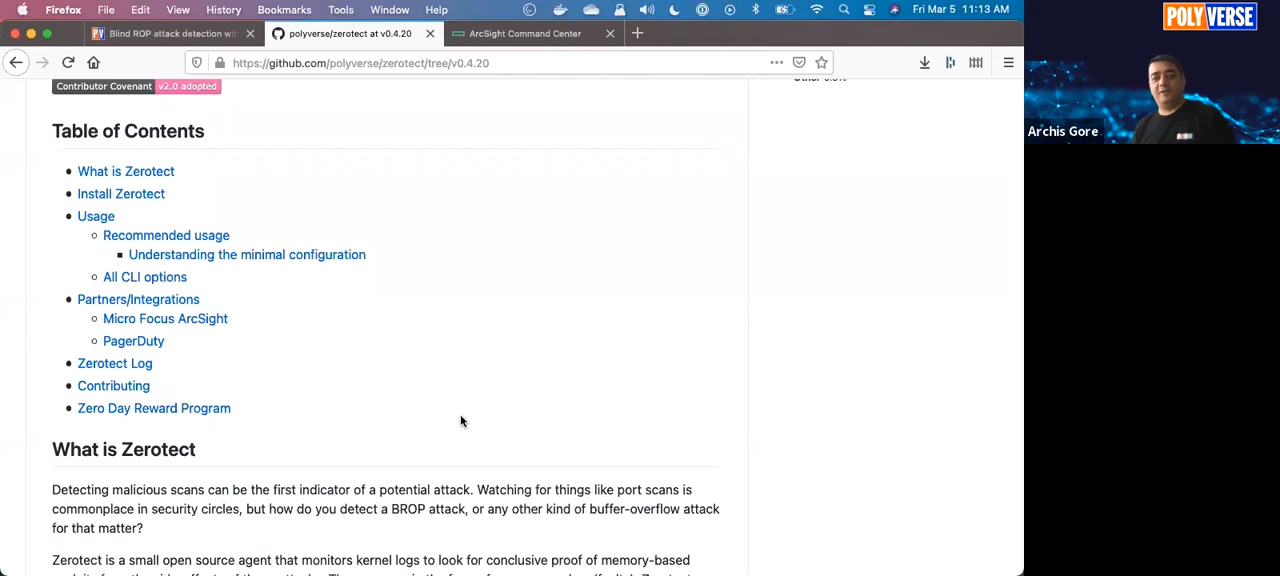 Firefox File Edit View History Bookmarks Tools Window Help Fri Mar 5 11:13 AM
Blind ROP attack detection wit
polyverse/zerotect at v0.4.20
ArcSight Command Center
https://github.com/polyverse/zerotect/tree/v0.4.20
POLYVERSE
Archis Gore
Contributor Covenant v2.0 adopted
Table of Contents
What is Zerotect
Install Zerotect
Usage
Recommended usage
Understanding the minimal configuration
All CLI options
Partners/Integrations
Micro Focus ArcSight
PagerDuty
Zerotect Log
Contributing
Zero Day Reward Program
What is Zerotect
Detecting malicious scans can be the first indicator of a potential attack. Watching for things like port scans is
commonplace in security circles, but how do you detect a BROP attack, or any other kind of buffer-overflow attack
for that matter?
Zerotect is a small open source agent that monitors kernel logs to look for conclusive proof of memory-based